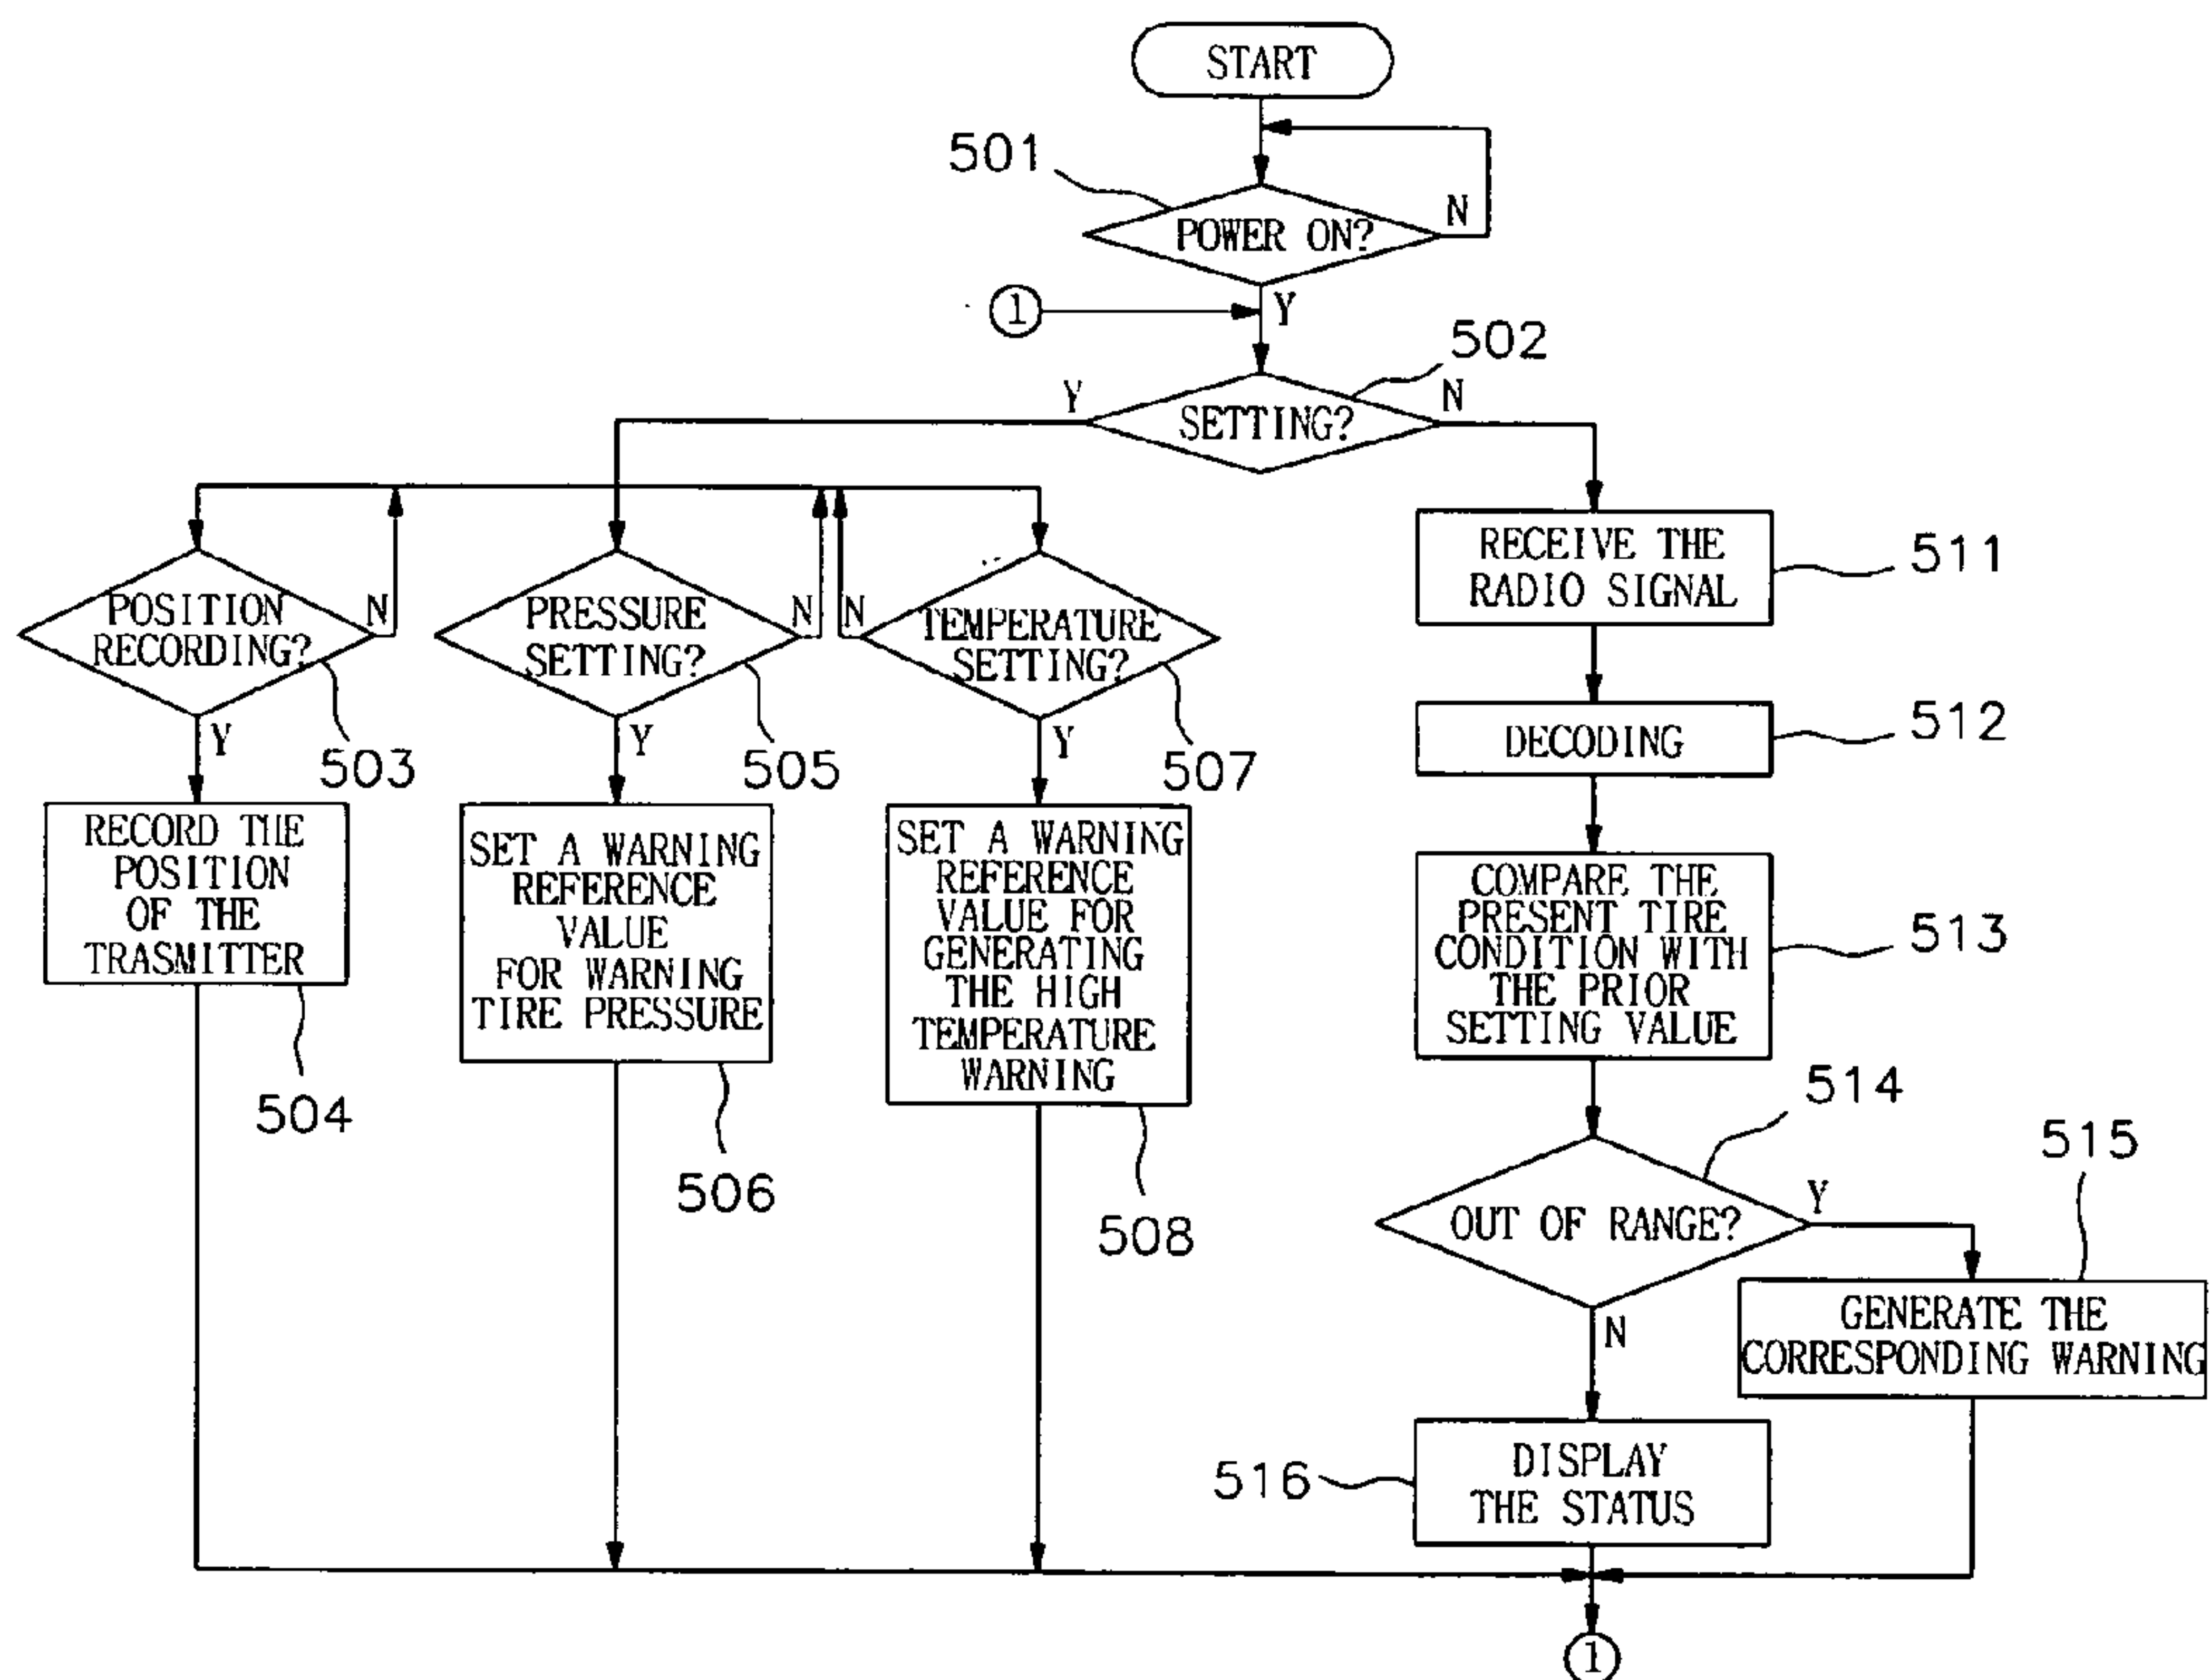 START
501
POWER ON?
N
1
Y
502
Y
SETTING?
N
POSITION
RECORDING?
N
503
Y
PRESSURE
SETTING?
N
505
Y
N
TEMPERATURE
SETTING?
507
Y
RECORD THE
POSITION
OF THE
TRASMITTER
504
SET A WARNING
REFERENCE
VALUE
FOR WARNING
TIRE PRESSURE
506
SET A WARNING
REFERENCE
VALUE FOR
GENERATING
THE HIGH
TEMPERATURE
WARNING
508
RECEIVE THE
RADIO SIGNAL
511
DECODING
512
COMPARE THE
PRESENT TIRE
CONDITION WITH
THE PRIOR
SETTING VALUE
513
514
OUT OF RANGE?
Y
515
GENERATE THE
CORRESPONDING WARNING
N
516
DISPLAY
THE STATUS
1